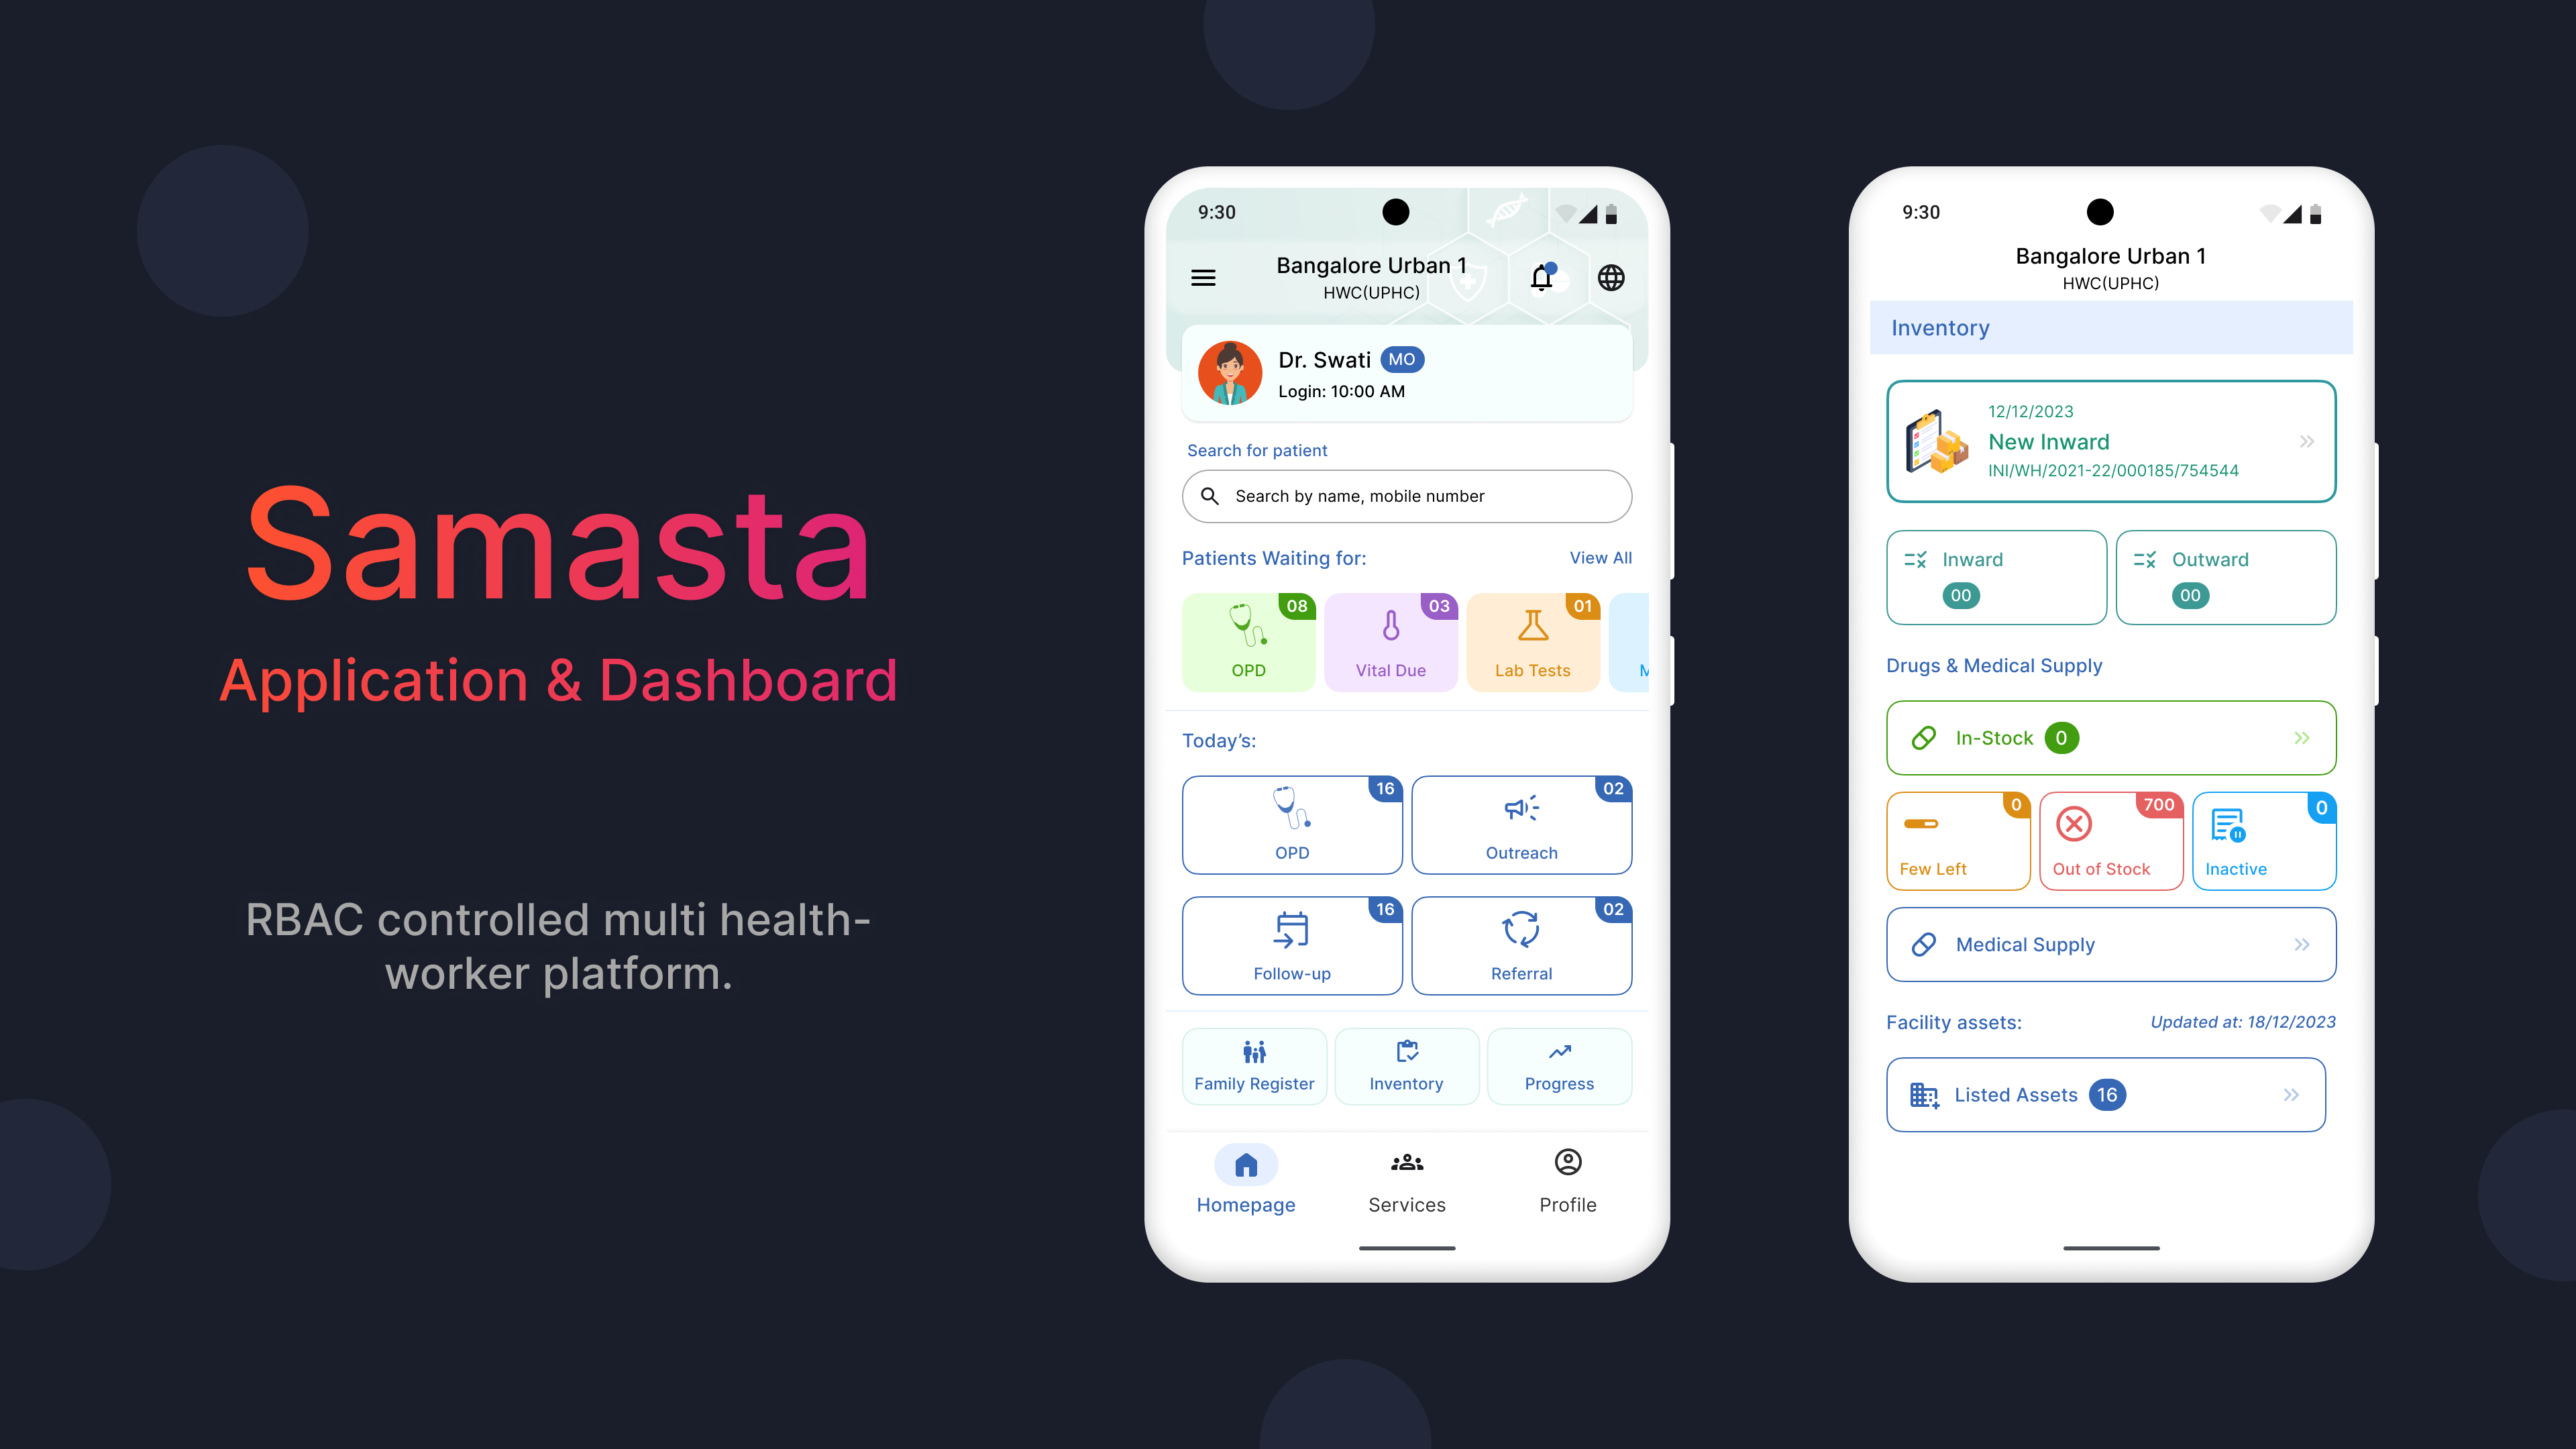 Samasta
Application & Dashboard
RBAC controlled multi health-
worker platform.
9:30
Bangalore Urban 1
HWC(UPHC)
Dr. Swati MO
Login: 10:00 AM
Search for patient
Search by name, mobile number
Patients Waiting for: View All
08 03 01
OPD Vital Due Lab Tests M
Today’s:
16 02
OPD Outreach
16 02
Follow-up Referral
Family Register Inventory Progress
Homepage Services Profile
9:30
Bangalore Urban 1
HWC(UPHC)
Inventory
12/12/2023
New Inward
INI/WH/2021-22/000185/754544
Inward Outward
00 00
Drugs & Medical Supply
In-Stock 0
0 700 0
Few Left Out of Stock Inactive
Medical Supply
Facility assets: Updated at: 18/12/2023
Listed Assets 16